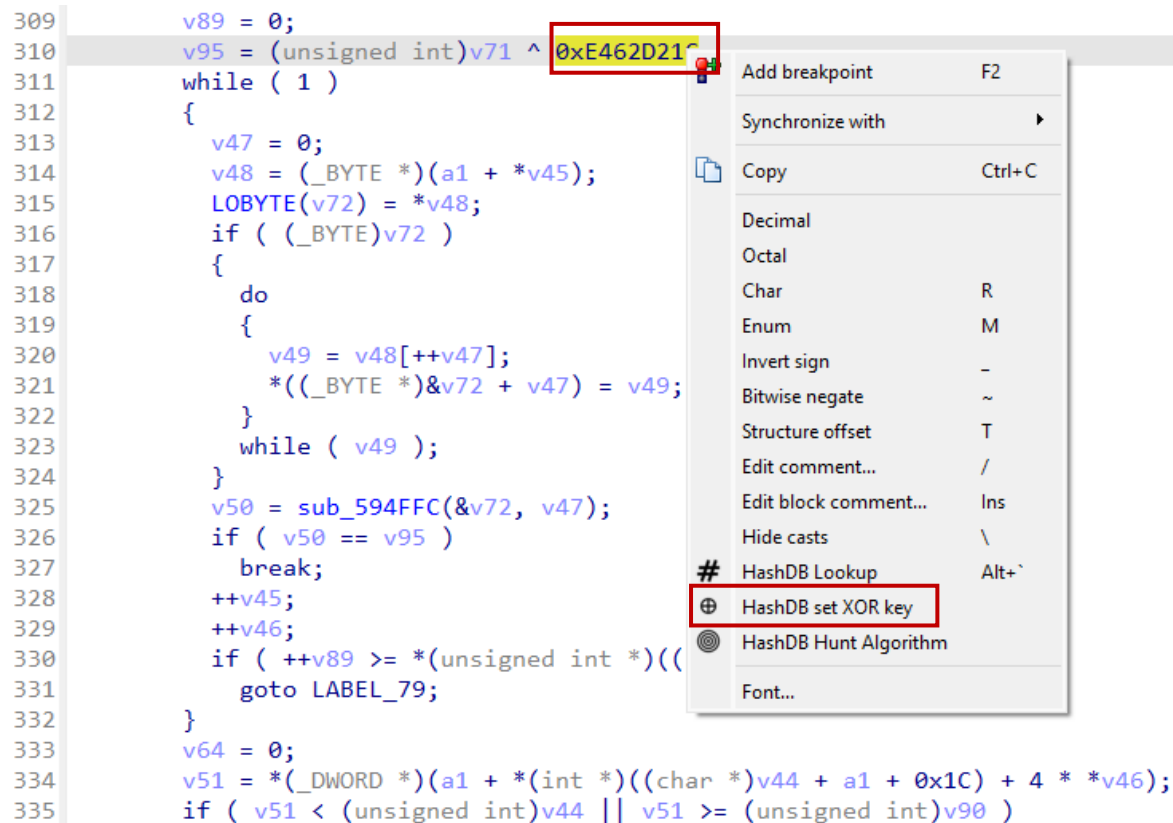 309 v89 = 0;
310 v95 = (unsigned int)v71 ^ 0xE462D21
311 while ( 1 )
312 {
313 v47 = 0;
314 v48 = (_BYTE *)(a1 + *v45);
315 LOBYTE(v72) = *v48;
316 if ( (_BYTE)v72 )
317 {
318 do
319 {
320 v49 = v48[++v47];
321 *((_BYTE *)&v72 + v47) = v49;
322 }
323 while ( v49 );
324 }
325 v50 = sub_594FFC(&v72, v47);
326 if ( v50 == v95 )
327 break;
328 ++v45;
329 ++v46;
330 if ( ++v89 >= *(unsigned int *)((
331 goto LABEL_79;
332 }
333 v64 = 0;
334 v51 = *(_DWORD *)(a1 + *(int *)((char *)v44 + a1 + 0x1C) + 4 * *v46);
335 if ( v51 < (unsigned int)v44 || v51 >= (unsigned int)v90 )
Add breakpoint F2
Synchronize with
Copy Ctrl+C
Decimal
Octal
Char R
Enum M
Invert sign _
Bitwise negate ~
Structure offset T
Edit comment... /
Edit block comment... Ins
Hide casts \
# HashDB Lookup Alt+`
HashDB set XOR key
HashDB Hunt Algorithm
Font...